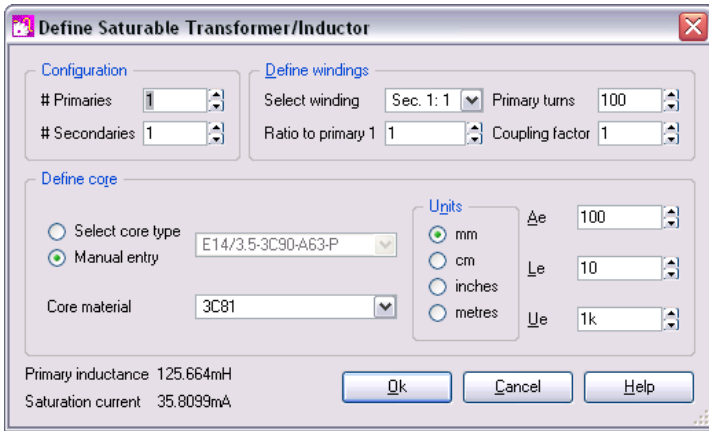 Define Saturable Transformer/Inductor
Configuration
# Primaries 1
# Secondaries 1
Define windings
Select winding Sec. 1: 1 Primary turns 100
Ratio to primary 1 1 Coupling factor 1
Define core
Select core type
Manual entry
E14/3.5-3C90-A63-P
Core material 3C81
Units
mm
cm
inches
metres
Ae 100
Le 10
Ue 1k
Primary inductance 125.664mH
Saturation current 35.8099mA
Ok Cancel Help